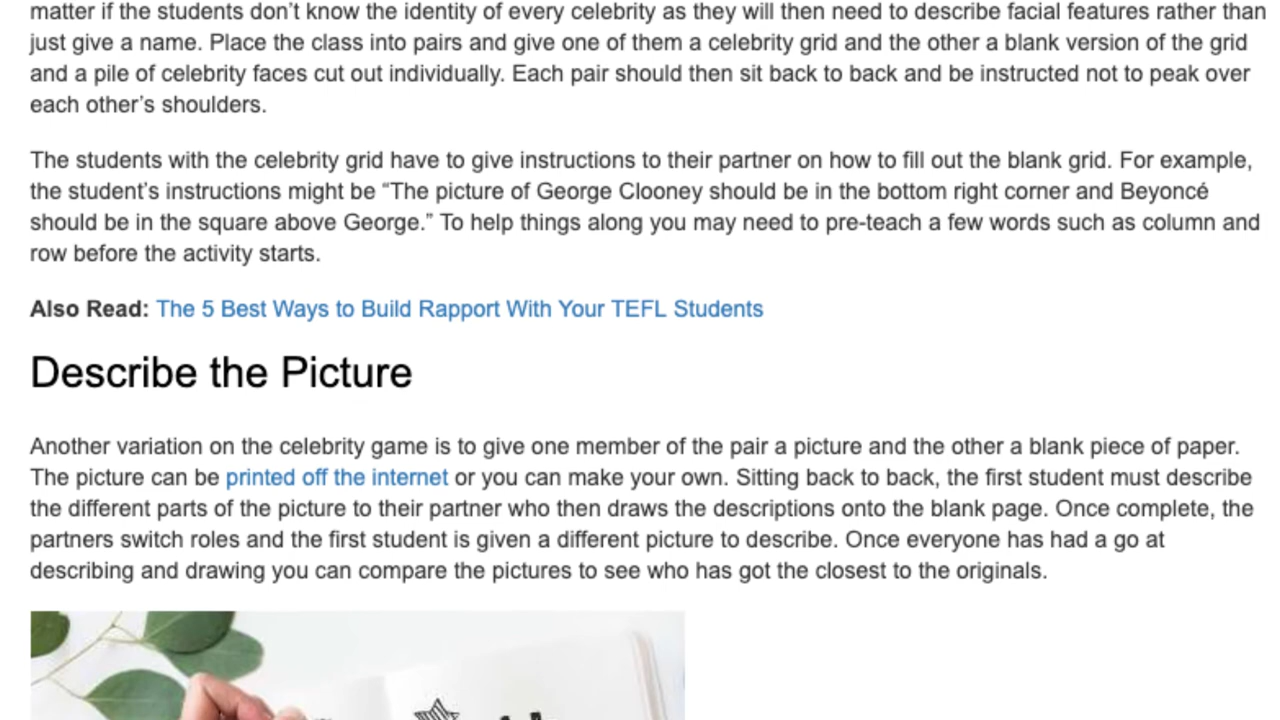 matter if the students don’t know the identity of every celebrity as they will then need to describe facial features rather than
just give a name. Place the class into pairs and give one of them a celebrity grid and the other a blank version of the grid
and a pile of celebrity faces cut out individually. Each pair should then sit back to back and be instructed not to peak over
each other’s shoulders.
The students with the celebrity grid have to give instructions to their partner on how to fill out the blank grid. For example,
the student’s instructions might be “The picture of George Clooney should be in the bottom right corner and Beyoncé
should be in the square above George.” To help things along you may need to pre-teach a few words such as column and
row before the activity starts.
Also Read: The 5 Best Ways to Build Rapport With Your TEFL Students
Describe the Picture
Another variation on the celebrity game is to give one member of the pair a picture and the other a blank piece of paper.
The picture can be printed off the internet or you can make your own. Sitting back to back, the first student must describe
the different parts of the picture to their partner who then draws the descriptions onto the blank page. Once complete, the
partners switch roles and the first student is given a different picture to describe. Once everyone has had a go at
describing and drawing you can compare the pictures to see who has got the closest to the originals.